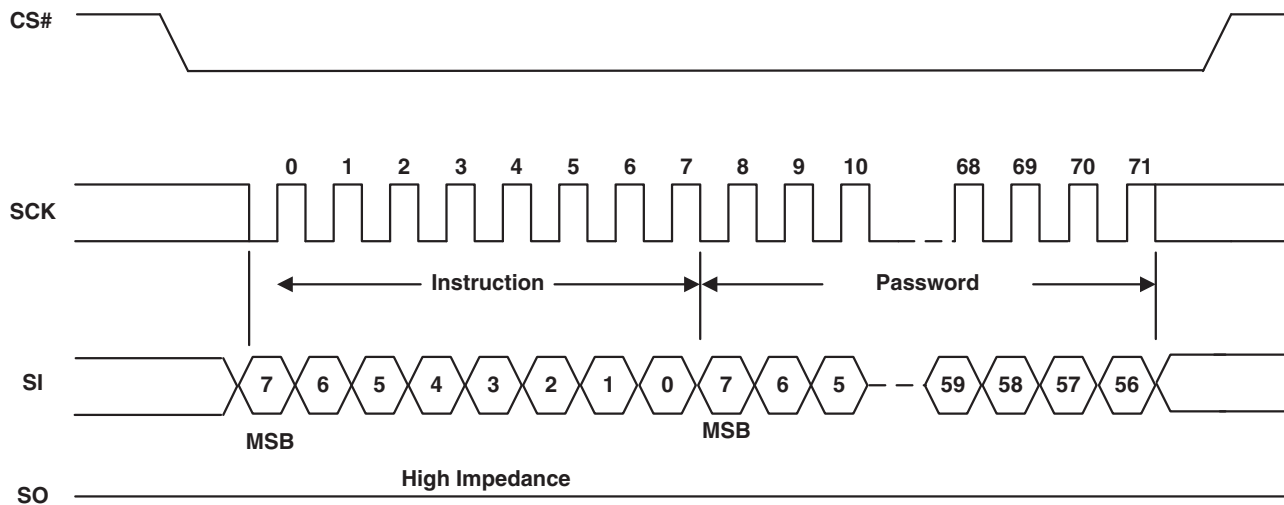 CS#
0 1 2 3 4 5 6 7 8 9 10 68 69 70 71
SCK
Instruction Password
SI 7 6 5 4 3 2 1 0 7 6 5 59 58 57 56
MSB MSB
High Impedance
SO